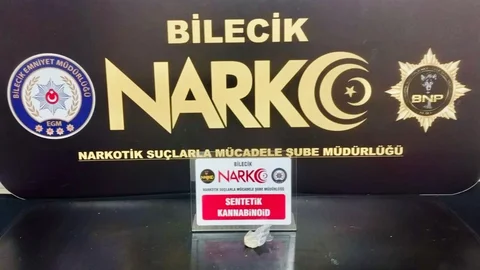 BİLECİK
NARKO
BİLECİK EMNİYET MÜDÜRLÜĞÜ
EGM
BNP
NARKOTİK SUÇLARLA MÜCADELE ŞUBE MÜDÜRLÜĞÜ
BİLECİK
NARKO
NARKOTİK SUÇLARLA MÜCADELE ŞUBE MÜDÜRLÜĞÜ
SENTETİK
KANNABİNOİD